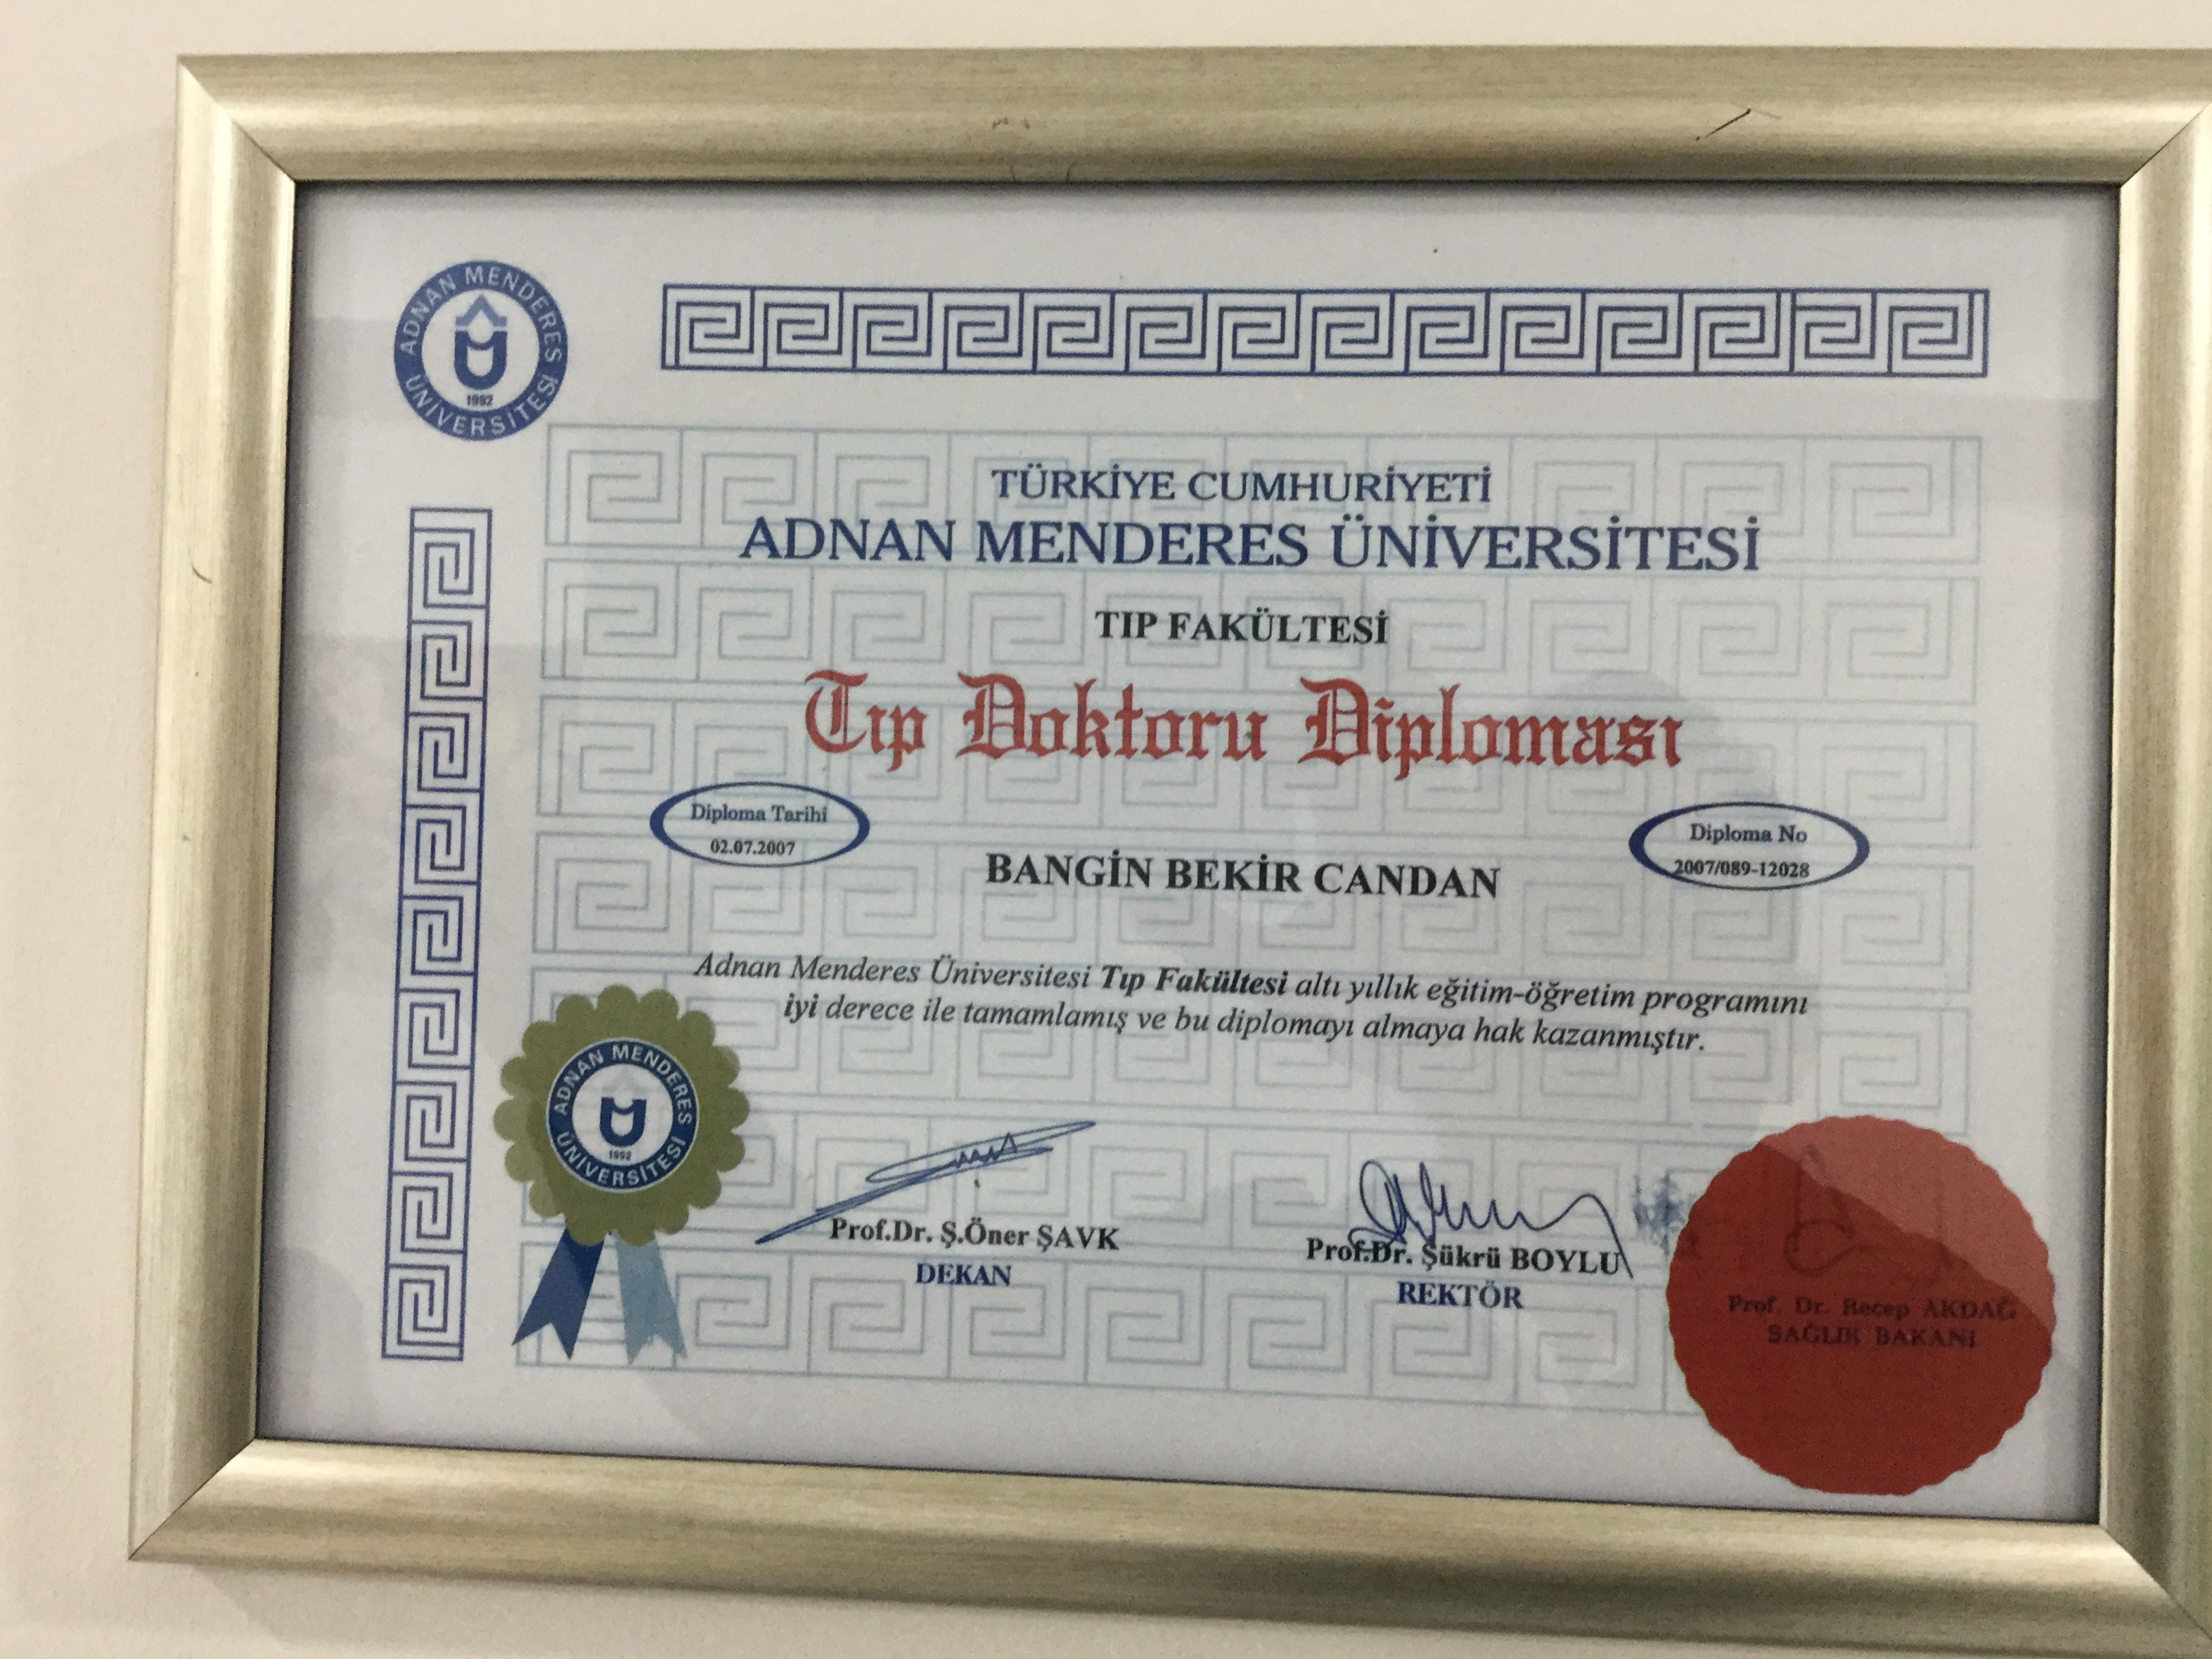 ADNAN MENDERES ÜNİVERSİTESİ
1992
TÜRKİYE CUMHURİYETİ
ADNAN MENDERES ÜNİVERSİTESİ
TIP FAKÜLTESİ
Tıp Doktoru Diploması
Diploma Tarihi
02.07.2007
Diploma No
2007/089-12028
BANGİN BEKİR CANDAN
Adnan Menderes Üniversitesi Tıp Fakültesi altı yıllık eğitim-öğretim programını
iyi derece ile tamamlamış ve bu diplomayı almaya hak kazanmıştır.
ADNAN MENDERES ÜNİVERSİTESİ
1992
Prof.Dr. Ş.Öner ŞAVK
DEKAN
Prof.Dr. Şükrü BOYLU
REKTÖR
Prof. Dr. Recep AKDAĞ
SAĞLIK BAKANI